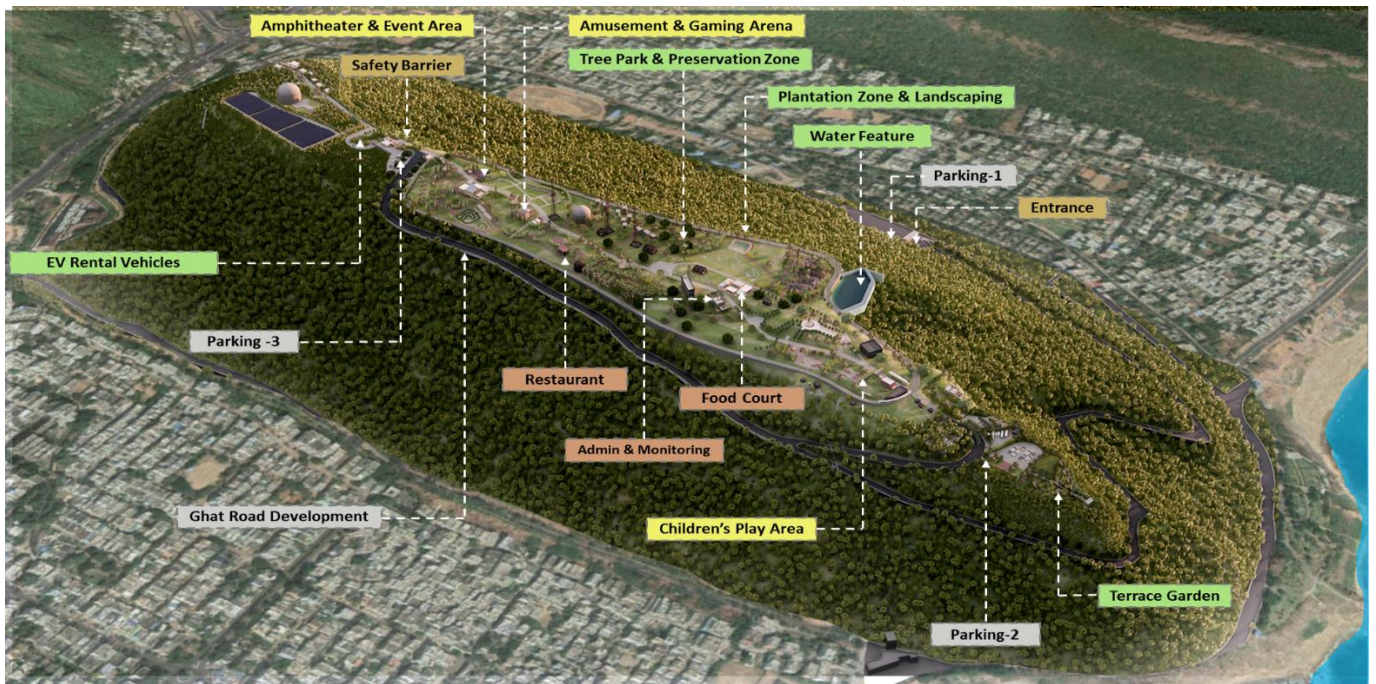 Amphitheater & Event Area
Amusement & Gaming Arena
Safety Barrier
Tree Park & Preservation Zone
Plantation Zone & Landscaping
Water Feature
Parking-1
Entrance
EV Rental Vehicles
Parking -3
Restaurant
Food Court
Admin & Monitoring
Ghat Road Development
Children’s Play Area
Terrace Garden
Parking-2